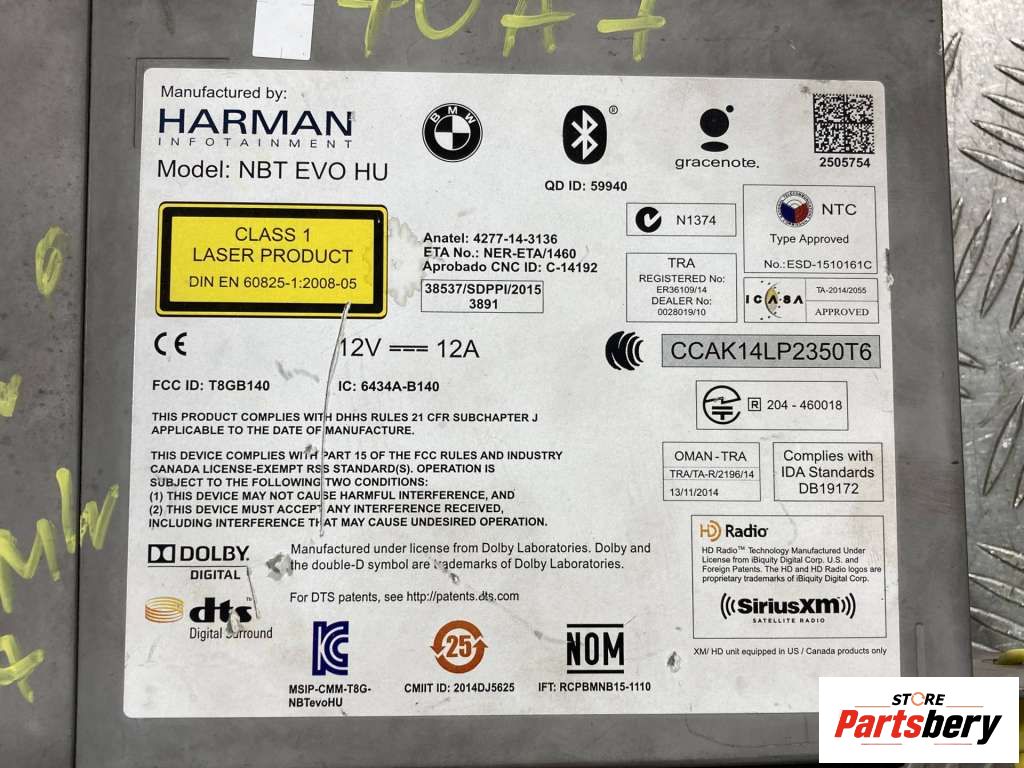 Manufactured by:
HARMAN
INFOTAINMENT
Model: NBT EVO HU
BMW
®
gracenote.
2505754
QD ID: 59940
CLASS 1
LASER PRODUCT
DIN EN 60825-1:2008-05
Anatel: 4277-14-3136
ETA No.: NER-ETA/1460
Aprobado CNC ID: C-14192
38537/SDPPI/2015
3891
N1374
NTC
Type Approved
No.:ESD-1510161C
TRA
REGISTERED No:
ER36109/14
DEALER No:
0028019/10
ICASA
TA-2014/2055
APPROVED
CE
12V 12A
CCAK14LP2350T6
FCC ID: T8GB140
IC: 6434A-B140
R 204 - 460018
THIS PRODUCT COMPLIES WITH DHHS RULES 21 CFR SUBCHAPTER J
APPLICABLE TO THE DATE OF MANUFACTURE.
THIS DEVICE COMPLIES WITH PART 15 OF THE FCC RULES AND INDUSTRY
CANADA LICENSE-EXEMPT RSS STANDARD(S). OPERATION IS
SUBJECT TO THE FOLLOWING TWO CONDITIONS:
(1) THIS DEVICE MAY NOT CAUSE HARMFUL INTERFERENCE, AND
(2) THIS DEVICE MUST ACCEPT ANY INTERFERENCE RECEIVED,
INCLUDING INTERFERENCE THAT MAY CAUSE UNDESIRED OPERATION.
OMAN - TRA
TRA/TA-R/2196/14
13/11/2014
Complies with
IDA Standards
DB19172
DOLBY.
DIGITAL
Manufactured under license from Dolby Laboratories. Dolby and
the double-D symbol are trademarks of Dolby Laboratories.
For DTS patents, see http://patents.dts.com
dts™
Digital Surround
HD Radio™
HD Radio™ Technology Manufactured Under
License from iBiquity Digital Corp. U.S. and
Foreign Patents. The HD and HD Radio logos are
proprietary trademarks of iBiquity Digital Corp.
SiriusXM
SATELLITE RADIO
XM/ HD unit equipped in US / Canada products only
MSIP-CMM-T8G-
NBTevoHU
25
CMIIT ID: 2014DJ5625
NOM
IFT: RCPBMNB15-1110
STORE
Partsbery